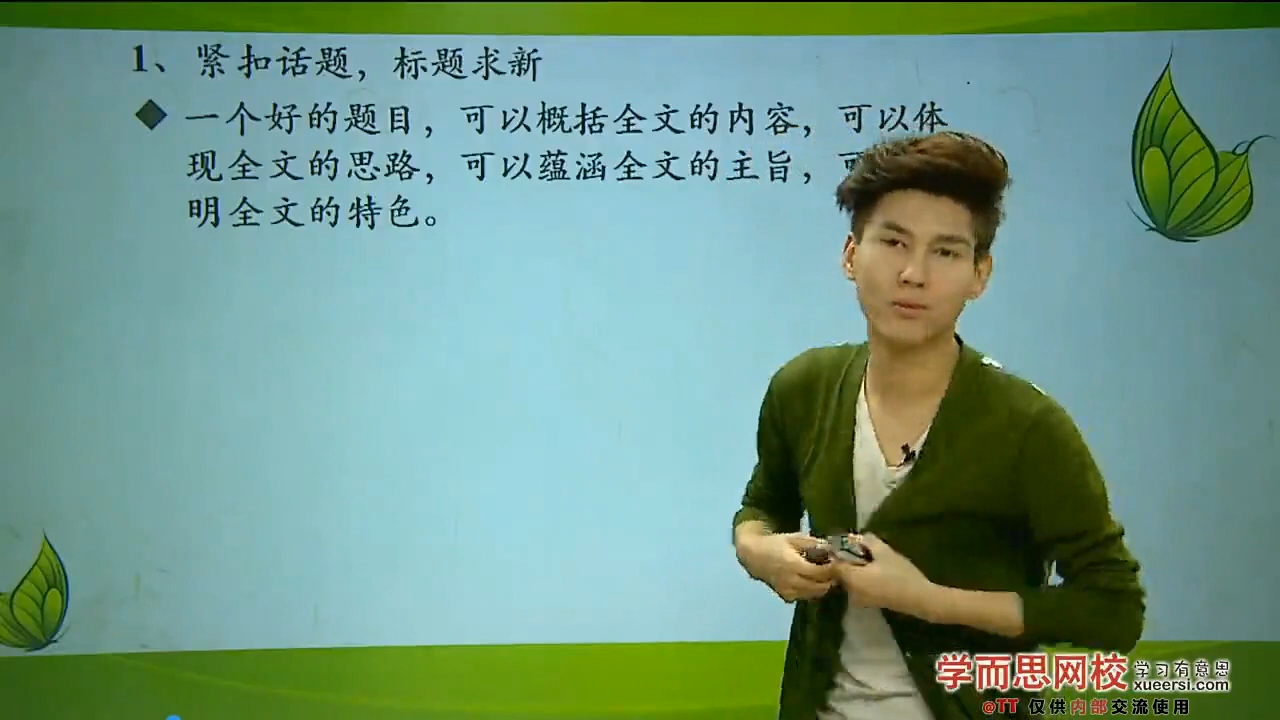 1、紧扣话题，标题求新
一个好的题目，可以概括全文的内容，可以体
现全文的思路，可以蕴涵全文的主旨，
明全文的特色。
学而思网校 学习有意思
xueersi.com
@TT 仅供内部交流使用